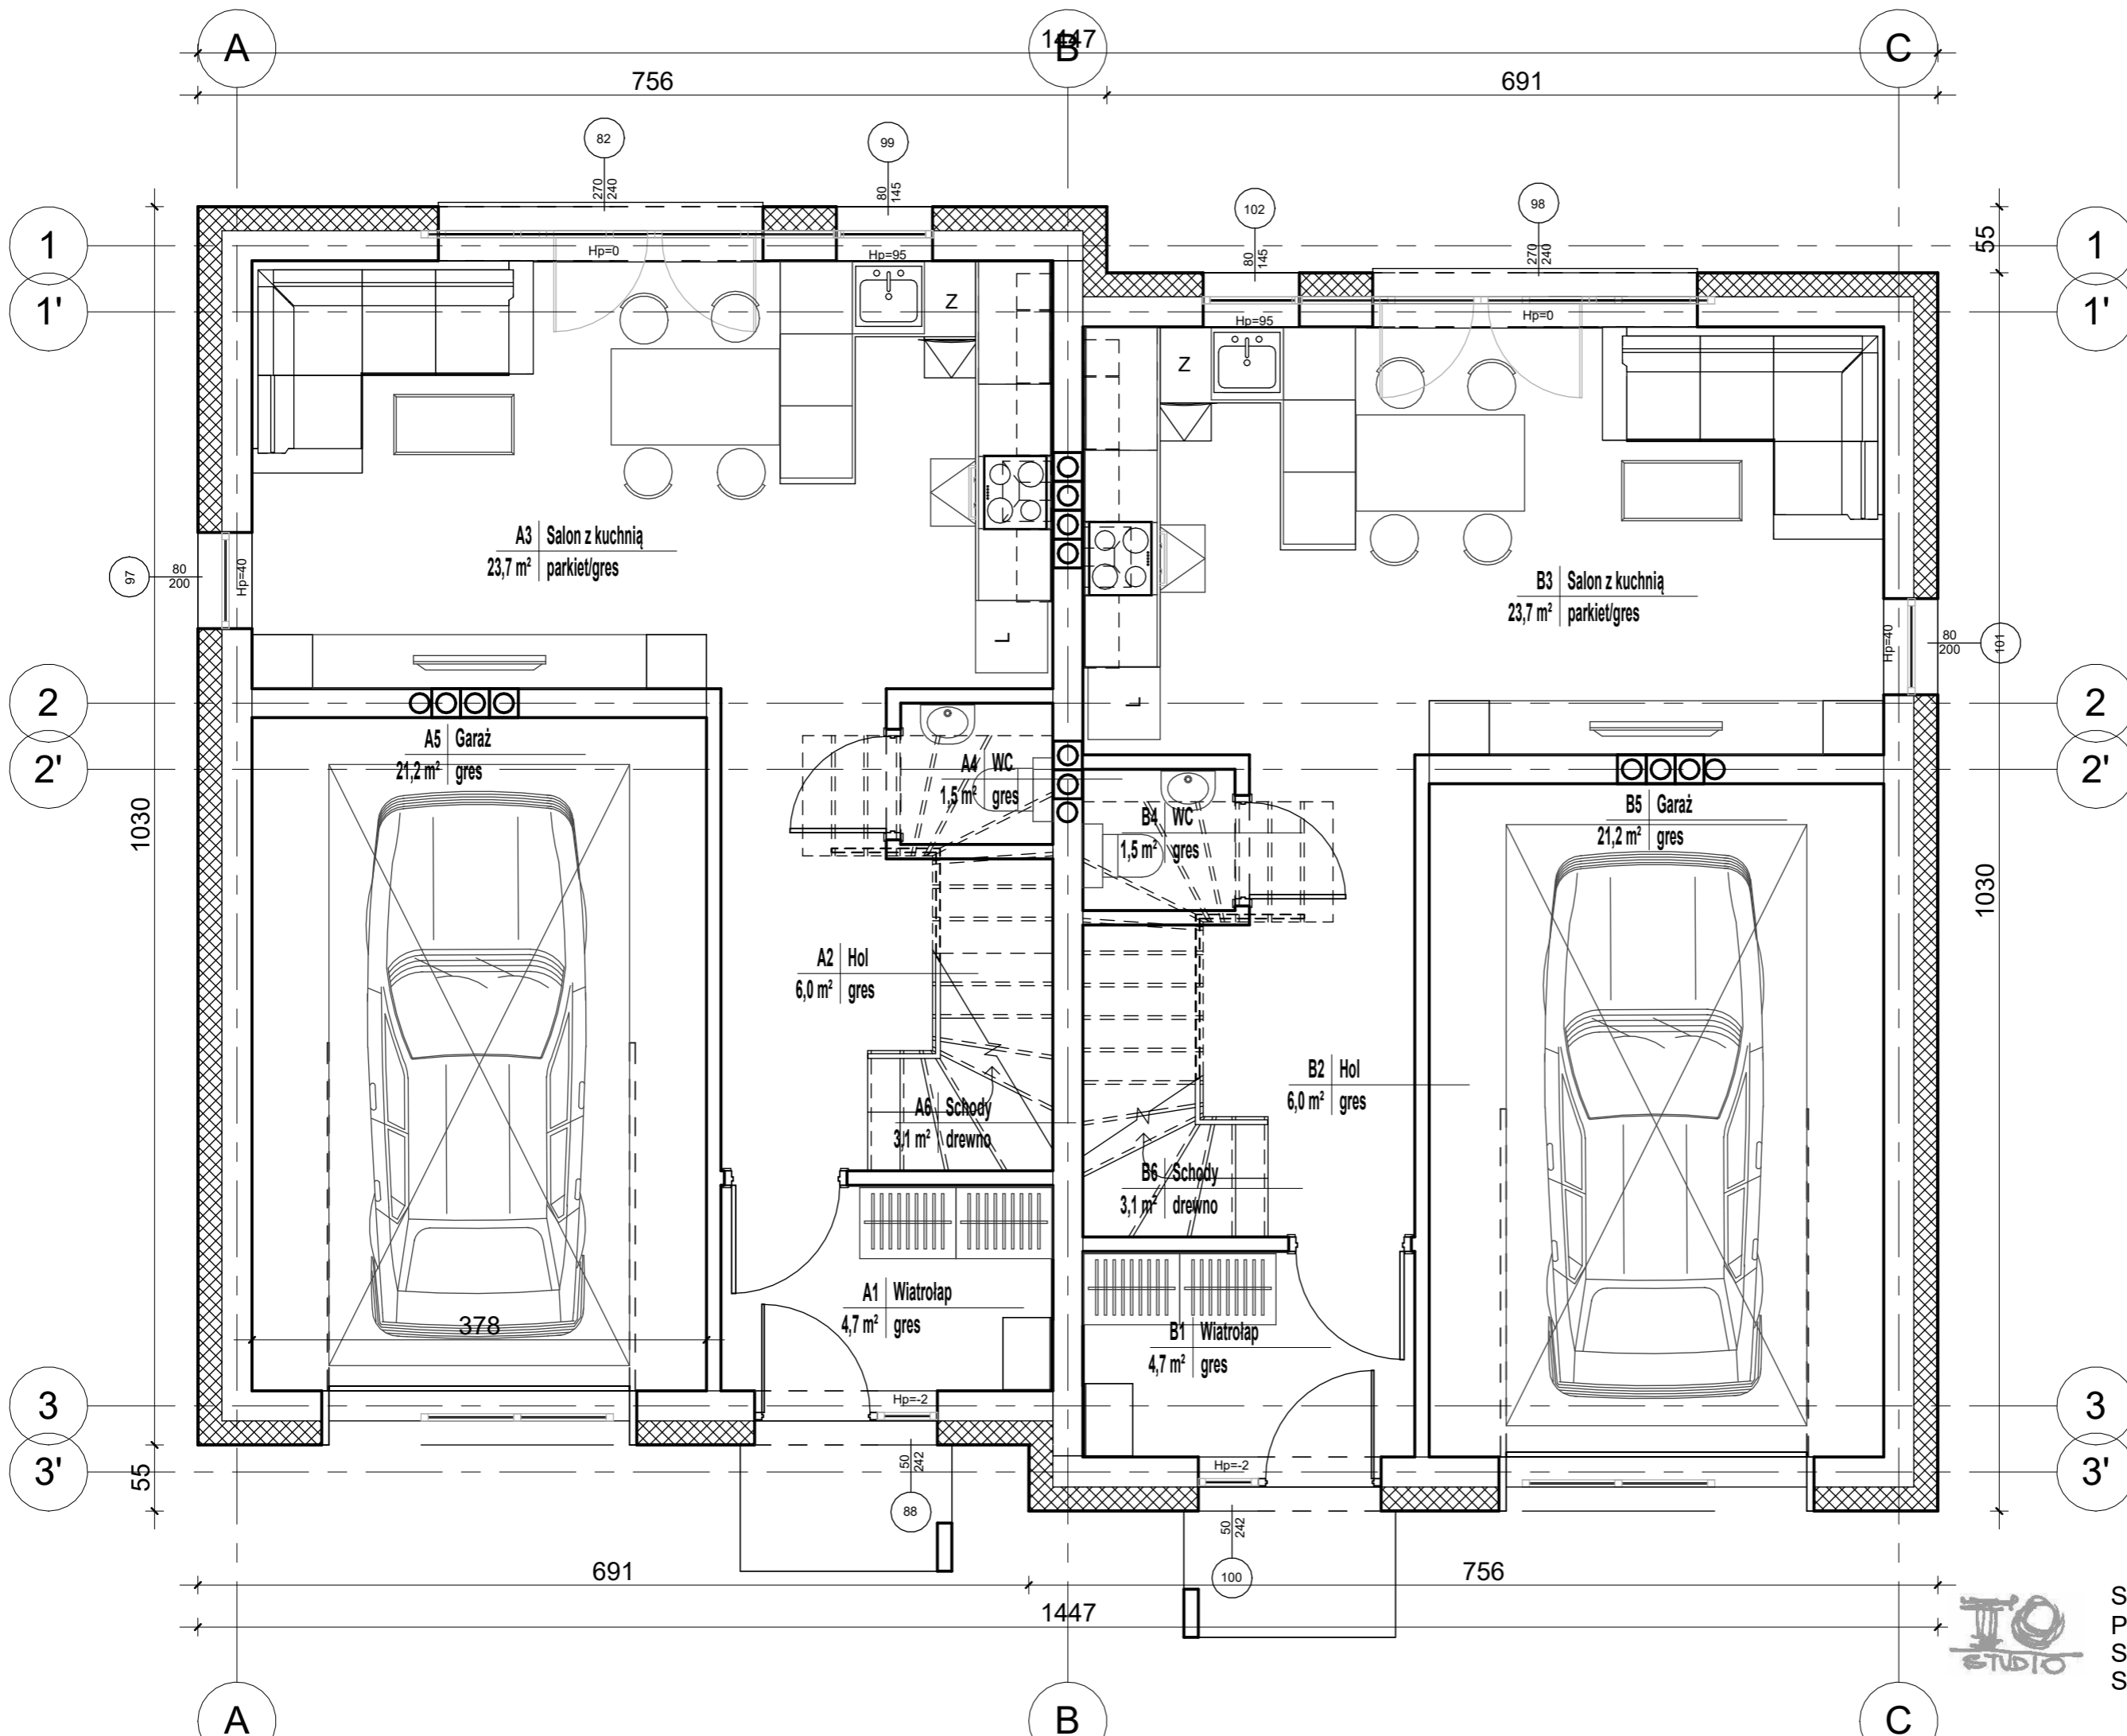 A
B
C
1447
756
691
82
99
270
240
80
145
102
98
80
145
270
240
1
1
55
Hp=0
Hp=95
1'
1'
Z
Hp=95
Hp=0
Z
A3 Salon z kuchnią
23,7 m² parkiet/gres
97
80
200
Hp=40
B3 Salon z kuchnią
23,7 m² parkiet/gres
L
Hp=40
80
200
101
L
2
2
A5 Garaż
21,2 m² gres
2'
2'
A4 WC
1,5 m² gres
B4 WC
1,5 m² gres
B5 Garaż
21,2 m² gres
1030
1030
A2 Hol
6,0 m² gres
B2 Hol
6,0 m² gres
A6 Schody
3,1 m² drewno
B6 Schody
3,1 m² drewno
A1 Wiatrołap
4,7 m² gres
378
B1 Wiatrołap
4,7 m² gres
3
3
Hp=-2
3'
3'
55
50
242
88
Hp=-2
50
242
100
691
756
1447
STUDIO
S
P
S
S
A
B
C